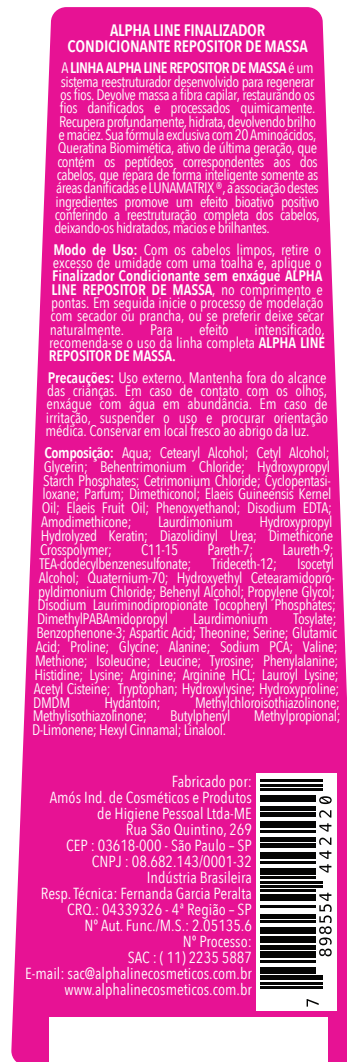 ALPHA LINE FINALIZADOR
CONDICIONANTE REPOSITOR DE MASSA
A LINHA ALPHA LINE REPOSITOR DE MASSA é um
sistema reestruturador desenvolvido para regenerar
os fios. Devolve massa a fibra capilar, restaurando os
fios danificados e processados quimicamente.
Recupera profundamente, hidrata, devolvendo brilho
e maciez. Sua fórmula exclusiva com 20 Aminoácidos,
Queratina Biomimética, ativo de última geração, que
contém os peptídeos correspondentes aos dos
cabelos, que repara de forma inteligente somente as
áreas danificadas e LUNAMATRIX ®, a associação destes
ingredientes promove um efeito bioativo positivo
conferindo a reestruturação completa dos cabelos,
deixando-os hidratados, macios e brilhantes.
Modo de Uso: Com os cabelos limpos, retire o
excesso de umidade com uma toalha e, aplique o
Finalizador Condicionante sem enxágue ALPHA
LINE REPOSITOR DE MASSA, no comprimento e
pontas. Em seguida inicie o processo de modelação
com secador ou prancha, ou se preferir deixe secar
naturalmente. Para efeito intensificado,
recomenda-se o uso da linha completa ALPHA LINE
REPOSITOR DE MASSA.
Precauções: Uso externo. Mantenha fora do alcance
das crianças. Em caso de contato com os olhos,
enxágue com água em abundância. Em caso de
irritação, suspender o uso e procurar orientação
médica. Conservar em local fresco ao abrigo da luz.
Composição: Aqua; Cetearyl Alcohol; Cetyl Alcohol;
Glycerin; Behentrimonium Chloride; Hydroxypropyl
Starch Phosphates; Cetrimonium Chloride; Cyclopentasi-
loxane; Parfum; Dimethiconol; Elaeis Guineensis Kernel
Oil; Elaeis Fruit Oil; Phenoxyethanol; Disodium EDTA;
Amodimethicone; Laurdimonium Hydroxypropyl
Hydrolyzed Keratin; Diazolidinyl Urea; Dimethicone
Crosspolymer; C11-15 Pareth-7; Laureth-9;
TEA-dodecylbenzenesulfonate; Trideceth-12; Isocetyl
Alcohol; Quaternium-70; Hydroxyethyl Cetearamidopro-
pyldimonium Chloride; Behenyl Alcohol; Propylene Glycol;
Disodium Lauriminodipropionate Tocopheryl Phosphates;
DimethylPABAmidopropyl Laurdimonium Tosylate;
Benzophenone-3; Aspartic Acid; Theonine; Serine; Glutamic
Acid; Proline; Glycine; Alanine; Sodium PCA; Valine;
Methione; Isoleucine; Leucine; Tyrosine; Phenylalanine;
Histidine; Lysine; Arginine; Arginine HCL; Lauroyl Lysine;
Acetyl Cisteine; Tryptophan; Hydroxylysine; Hydroxyproline;
DMDM Hydantoin; Methylchloroisothiazolinone;
Methylisothiazolinone; Butylphenyl Methylpropional;
D-Limonene; Hexyl Cinnamal; Linalool.
Fabricado por:
Amós Ind. de Cosméticos e Produtos
de Higiene Pessoal Ltda-ME
Rua São Quintino, 269
CEP : 03618-000 - São Paulo – SP
CNPJ : 08.682.143/0001-32
Indústria Brasileira
Resp. Técnica: Fernanda Garcia Peralta
CRQ.: 04339326 - 4ª Região – SP
Nº Aut. Func./M.S.: 2.05135.6
Nº Processo:
SAC : ( 11) 2235 5887
E-mail: sac@alphalinecosmeticos.com.br
www.alphalinecosmeticos.com.br
7 898554 442420